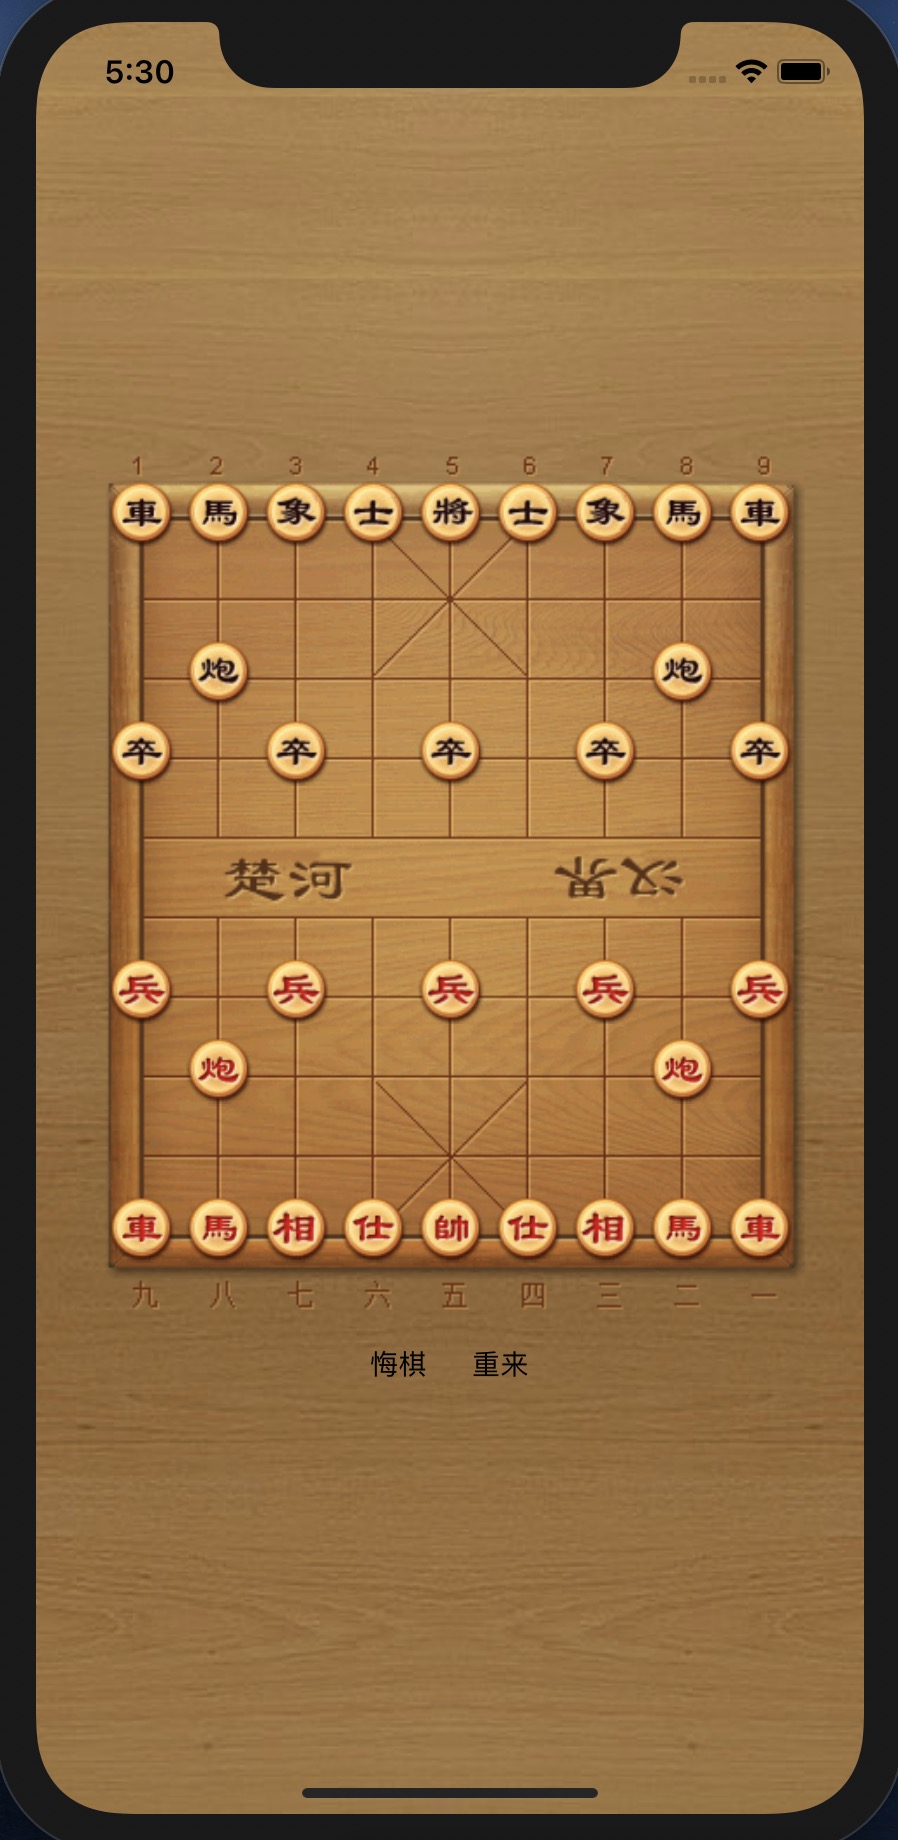 5:30
1 2 3 4 5 6 7 8 9
車 馬 象 士 將 士 象 馬 車
炮 炮
卒 卒 卒 卒 卒
楚河 汉界
兵 兵 兵 兵 兵
炮 炮
車 馬 相 仕 帥 仕 相 馬 車
九 八 七 六 五 四 三 二 一
悔棋 重来